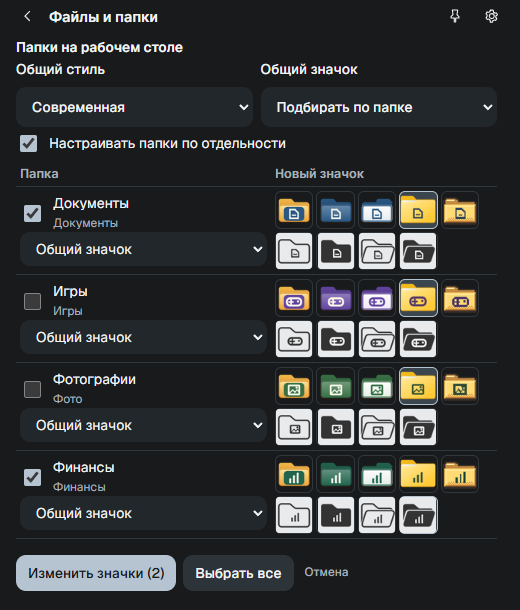 Файлы и папки
Папки на рабочем столе
Общий стиль
Общий значок
Современная
Подбирать по папке
Настраивать папки по отдельности
Папка
Новый значок
Документы
Документы
Общий значок
Игры
Игры
Общий значок
Фотографии
Фото
Общий значок
Финансы
Финансы
Общий значок
Изменить значки (2)
Выбрать все
Отмена